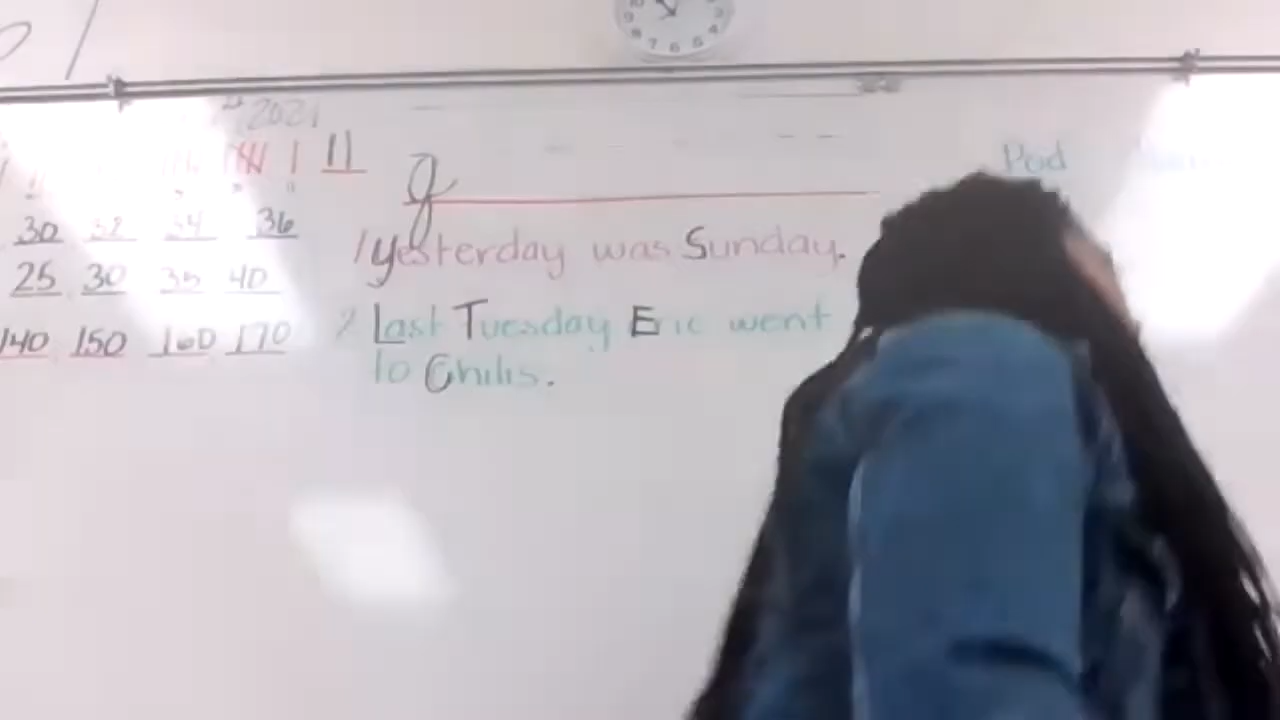 2021
11
30 32 34 36
25 30 35 40
140 150 160 170
g
1 yesterday was Sunday.
2 Last Tuesday Eric went
to Chilis.
Pod